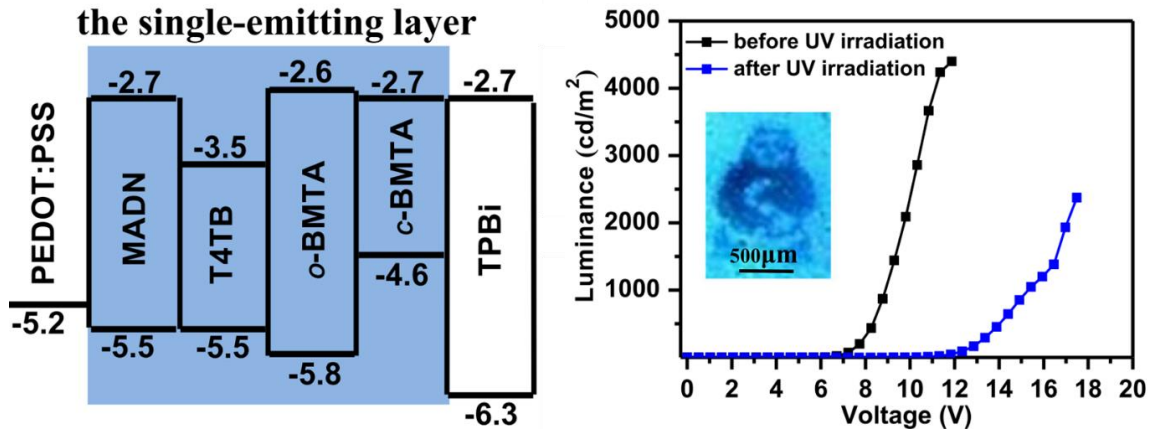 the single-emitting layer
PEDOT:PSS
-5.2
-2.7
MADN
-5.5
-3.5
T4TB
-5.5
-2.6
o-BMTA
-5.8
-2.7
c-BMTA
-4.6
-2.7
TPBi
-6.3
Luminance (cd/m²)
5000
4000
3000
2000
1000
before UV irradiation
after UV irradiation
500μm
0 2 4 6 8 10 12 14 16 18 20
Voltage (V)